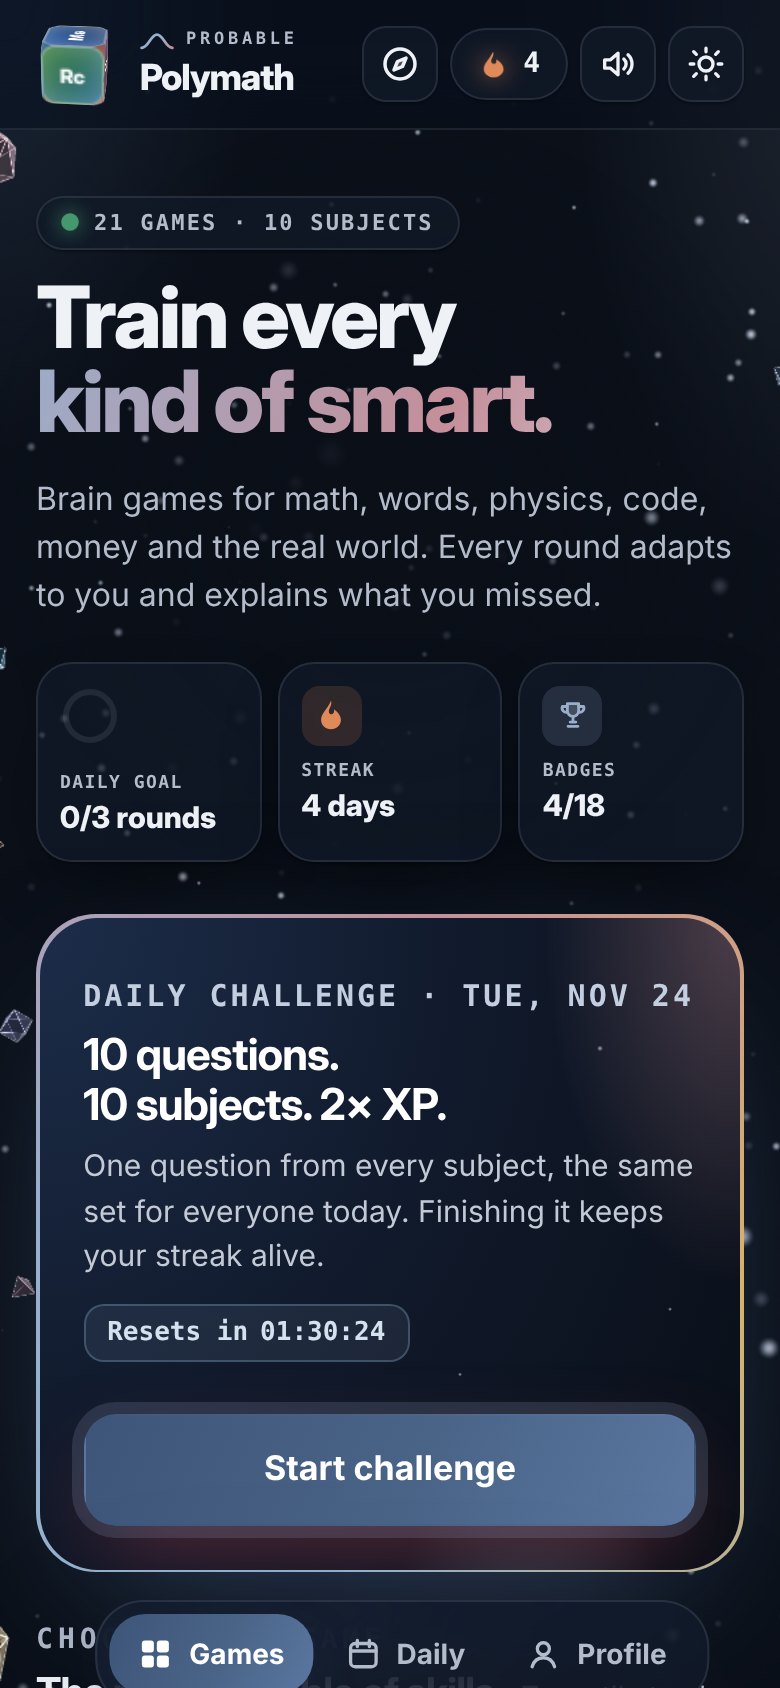 Rc
PROBABLE
Polymath
4
21 GAMES · 10 SUBJECTS
Train every
kind of smart.
Brain games for math, words, physics, code,
money and the real world. Every round adapts
to you and explains what you missed.
DAILY GOAL
0/3 rounds
STREAK
4 days
BADGES
4/18
DAILY CHALLENGE · TUE, NOV 24
10 questions.
10 subjects. 2× XP.
One question from every subject, the same
set for everyone today. Finishing it keeps
your streak alive.
Resets in 01:30:24
Start challenge
Games
Daily
Profile